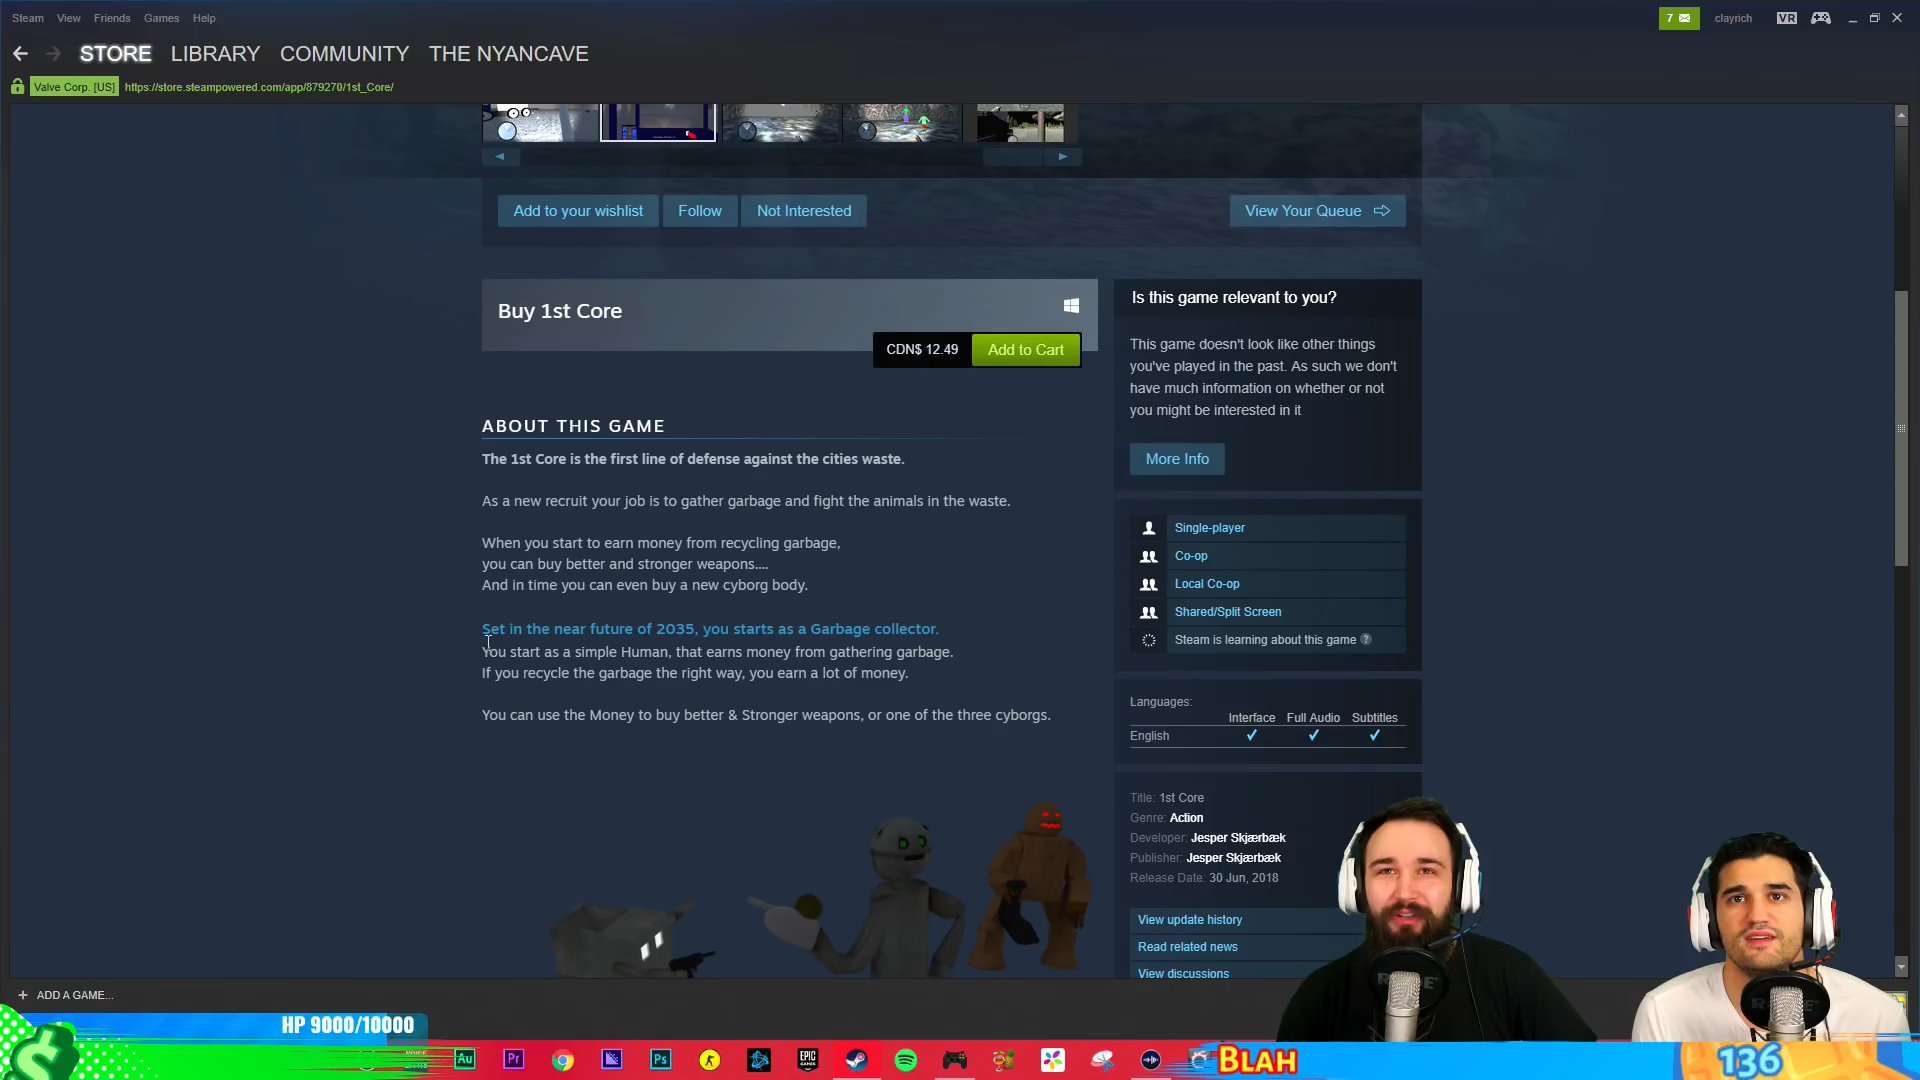 Steam View Friends Games Help
7 clayrich VR
STORE LIBRARY COMMUNITY THE NYANCAVE
Valve Corp. [US] https://store.steampowered.com/app/879270/1st_Core/
Add to your wishlist Follow Not Interested View Your Queue
Buy 1st Core
CDN$ 12.49 Add to Cart
ABOUT THIS GAME
The 1st Core is the first line of defense against the cities waste.
As a new recruit your job is to gather garbage and fight the animals in the waste.
When you start to earn money from recycling garbage,
you can buy better and stronger weapons....
And in time you can even buy a new cyborg body.
Set in the near future of 2035, you starts as a Garbage collector.
You start as a simple Human, that earns money from gathering garbage.
If you recycle the garbage the right way, you earn a lot of money.
You can use the Money to buy better & Stronger weapons, or one of the three cyborgs.
Is this game relevant to you?
This game doesn't look like other things
you've played in the past. As such we don't
have much information on whether or not
you might be interested in it
More Info
Single-player
Co-op
Local Co-op
Shared/Split Screen
Steam is learning about this game ?
Languages:
Interface Full Audio Subtitles
English
Title: 1st Core
Genre: Action
Developer: Jesper Skjærbæk
Publisher: Jesper Skjærbæk
Release Date: 30 Jun, 2018
View update history
Read related news
View discussions
+ ADD A GAME...
HP 9000/10000
Au Pr Ps EPIC GAMES
BLAH
136